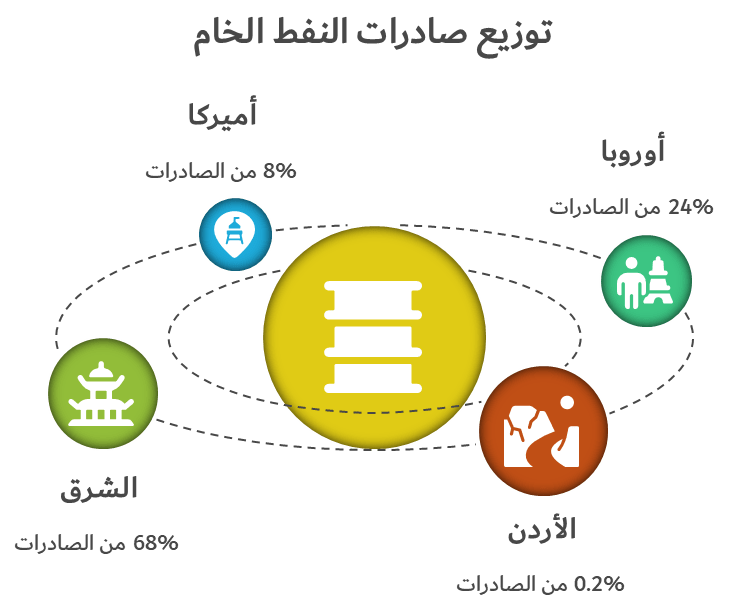 توزيع صادرات النفط الخام
أميركا
8% من الصادرات
أوروبا
24% من الصادرات
الشرق
68% من الصادرات
الأردن
0.2% من الصادرات